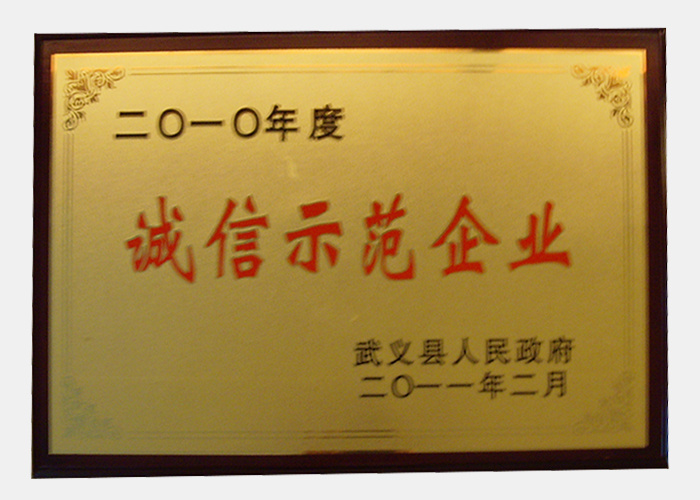 二〇一〇年度
诚信示范企业
武义县人民政府
二〇一一年二月